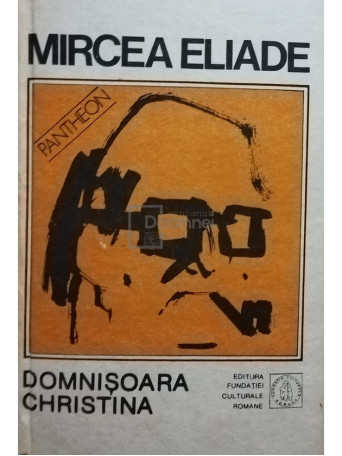 MIRCEA ELIADE
PANTHEON
DOMNIȘOARA
CHRISTINA
EDITURA
FUNDAȚIEI
CULTURALE
ROMANE